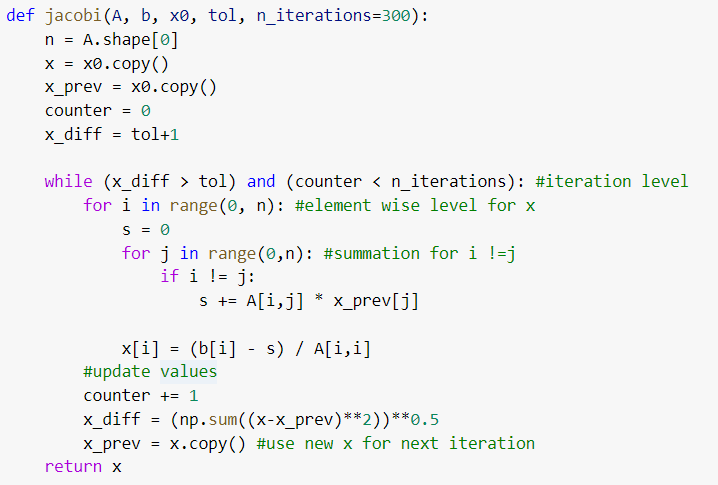 def jacobi(A, b, x0, tol, n_iterations=300):
    n = A.shape[0]
    x = x0.copy()
    x_prev = x0.copy()
    counter = 0
    x_diff = tol+1

    while (x_diff > tol) and (counter < n_iterations): #iteration level
        for i in range(0, n): #element wise level for x
            s = 0
            for j in range(0,n): #summation for i !=j
                if i != j:
                    s += A[i,j] * x_prev[j]

            x[i] = (b[i] - s) / A[i,i]
        #update values
        counter += 1
        x_diff = (np.sum((x-x_prev)**2))**0.5
        x_prev = x.copy() #use new x for next iteration
    return x